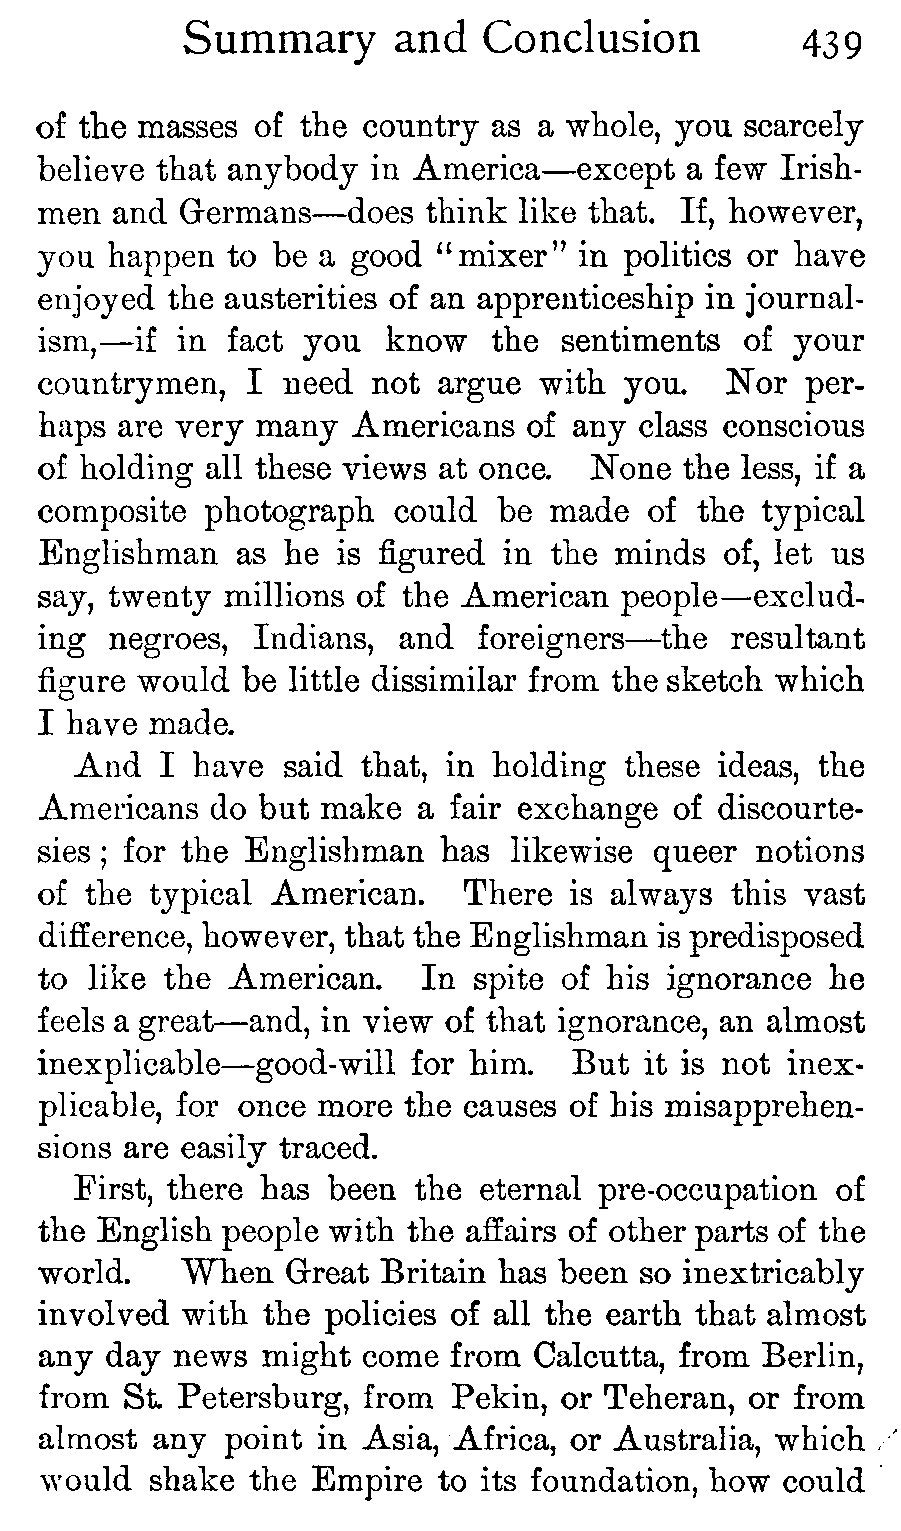 Summary and Conclusion 439
of the masses of the country as a whole, you scarcely
believe that anybody in America—except a few Irish-
men and Germans—does think like that. If, however,
you happen to be a good "mixer" in politics or have
enjoyed the austerities of an apprenticeship in journal-
ism,—if in fact you know the sentiments of your
countrymen, I need not argue with you. Nor per-
haps are very many Americans of any class conscious
of holding all these views at once. None the less, if a
composite photograph could be made of the typical
Englishman as he is figured in the minds of, let us
say, twenty millions of the American people—exclud-
ing negroes, Indians, and foreigners—the resultant
figure would be little dissimilar from the sketch which
I have made.
And I have said that, in holding these ideas, the
Americans do but make a fair exchange of discourte-
sies; for the Englishman has likewise queer notions
of the typical American. There is always this vast
difference, however, that the Englishman is predisposed
to like the American. In spite of his ignorance he
feels a great—and, in view of that ignorance, an almost
inexplicable—good-will for him. But it is not inex-
plicable, for once more the causes of his misapprehen-
sions are easily traced.
First, there has been the eternal pre-occupation of
the English people with the affairs of other parts of the
world. When Great Britain has been so inextricably
involved with the policies of all the earth that almost
any day news might come from Calcutta, from Berlin,
from St. Petersburg, from Pekin, or Teheran, or from
almost any point in Asia, Africa, or Australia, which
would shake the Empire to its foundation, how could